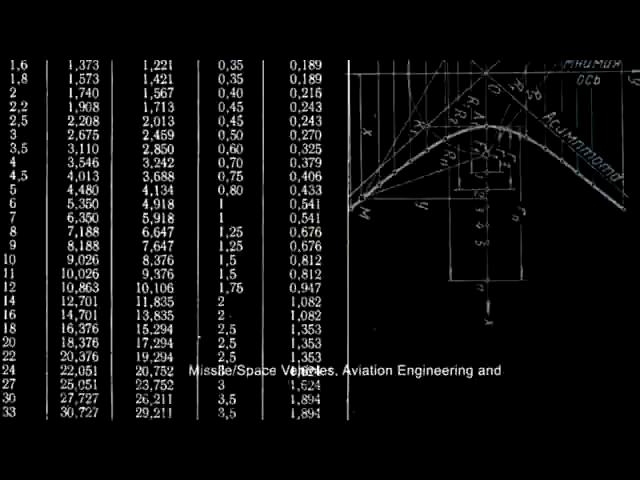 1,6 1,373 1,221 0,35 0,189
1,8 1,573 1,421 0,35 0,189
2 1,740 1,567 0,40 0,216
2,2 1,908 1,713 0,45 0,243
2,5 2,208 2,013 0,45 0,243
3 2,675 2,459 0,50 0,270
3,5 3,110 2,850 0,60 0,325
4 3,546 3,242 0,70 0,379
4,5 4,013 3,688 0,75 0,406
5 4,480 4,134 0,80 0,433
6 5,350 4,918 1 0,541
7 6,350 5,918 1 0,541
8 7,188 6,647 1,25 0,676
9 8,188 7,647 1,25 0,676
10 9,026 8,376 1,5 0,812
11 10,026 9,376 1,5 0,812
12 10,863 10,106 1,75 0,947
14 12,701 11,835 2 1,082
16 14,701 13,835 2 1,082
18 16,376 15,294 2,5 1,353
20 18,376 17,294 2,5 1,353
22 20,376 19,294 2,5 1,353
24 22,051 20,752 3 1,624
27 25,051 23,752 3 1,624
30 27,727 26,211 3,5 1,894
33 30,727 29,211 3,5 1,894
Мнимая
ось
y
Асимптота
x
O
A
M
y
x
Missile/Space Vehicles. Aviation Engineering and